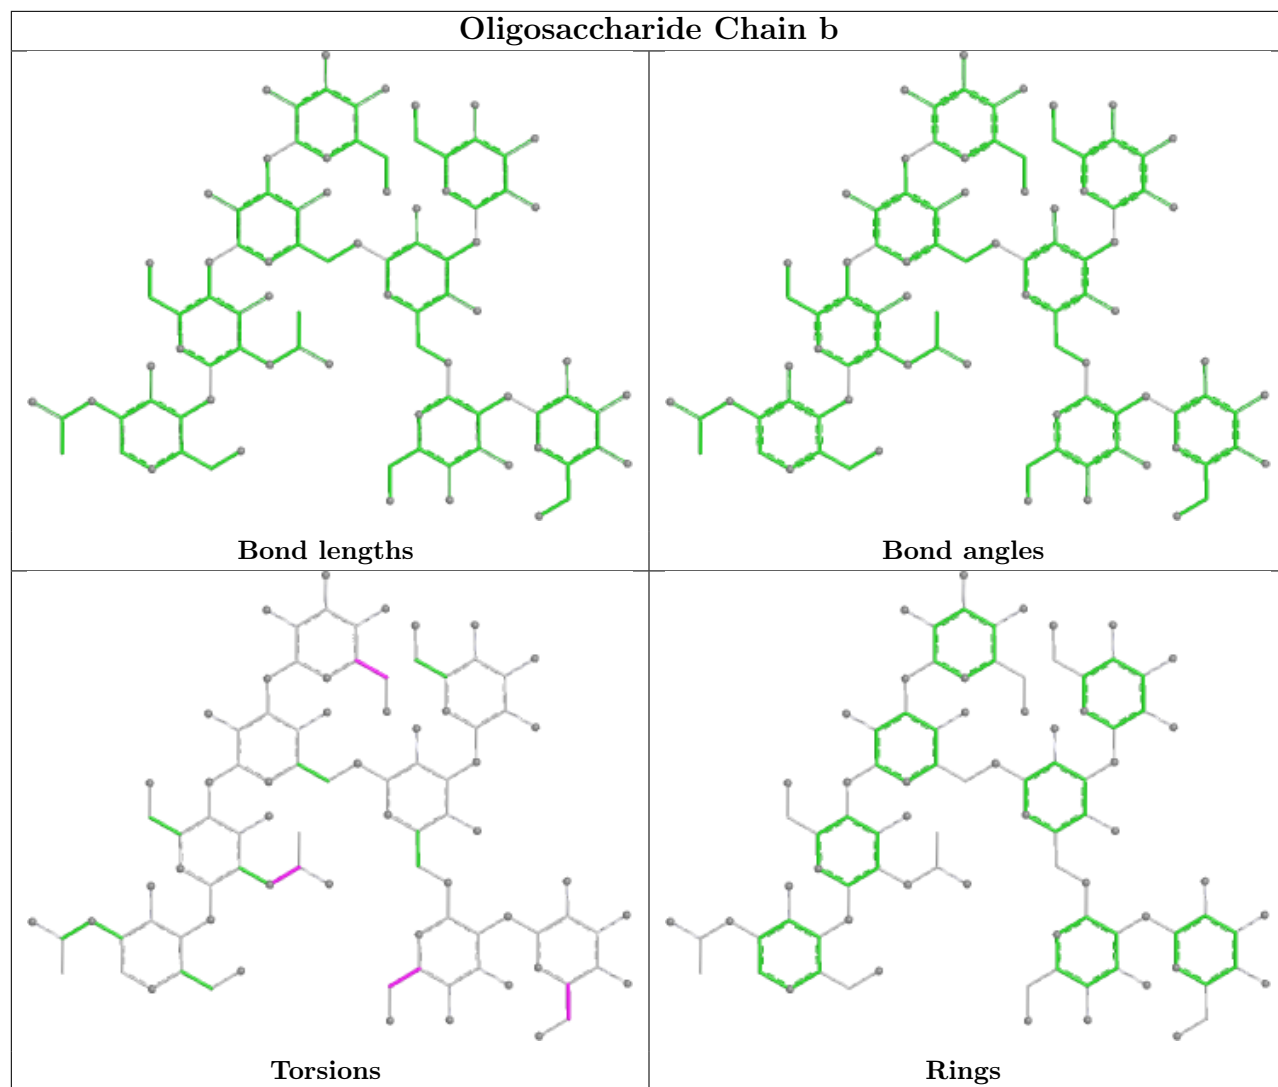 Oligosaccharide Chain b
Bond lengths
Bond angles
Torsions
Rings